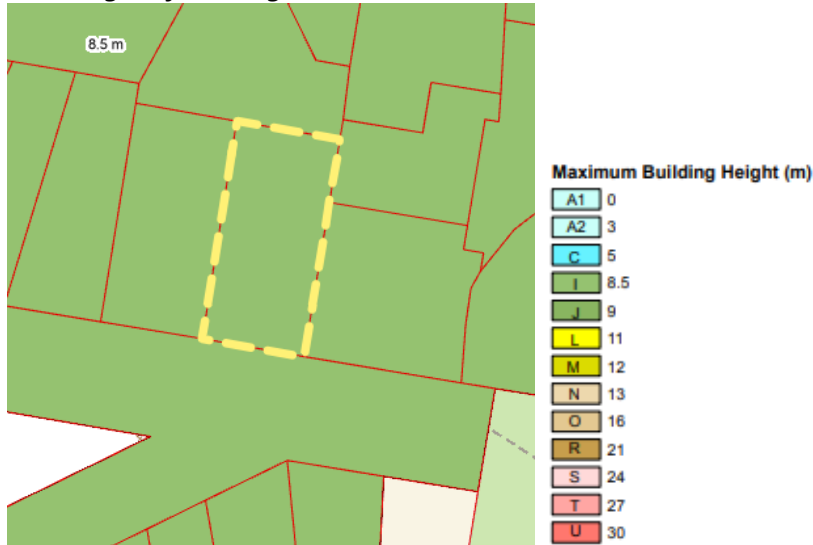 8.5 m
Maximum Building Height (m)
A1 0
A2 3
C 5
I 8.5
J 9
L 11
M 12
N 13
O 16
R 21
S 24
T 27
U 30